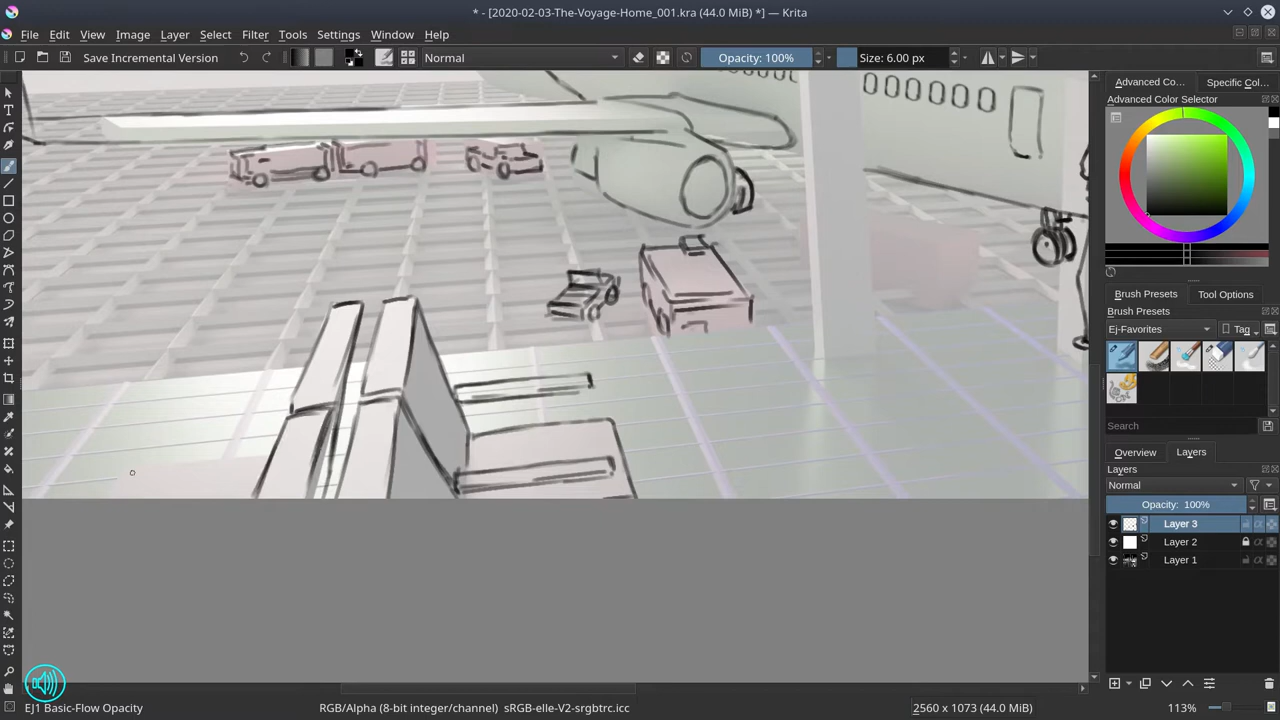 * - [2020-02-03-The-Voyage-Home_001.kra (44.0 MiB) *] — Krita
File Edit View Image Layer Select Filter Tools Settings Window Help
Save Incremental Version Normal Opacity: 100% Size: 6.00 px
Advanced Co... Specific Col...
Advanced Color Selector
Brush Presets Tool Options
Brush Presets
Ej-Favorites Tag
Search
Overview Layers
Layers
Normal
Opacity: 100%
Layer 3
Layer 2
Layer 1
EJ1 Basic-Flow Opacity RGB/Alpha (8-bit integer/channel) sRGB-elle-V2-srgbtrc.icc 2560 x 1073 (44.0 MiB) 113%